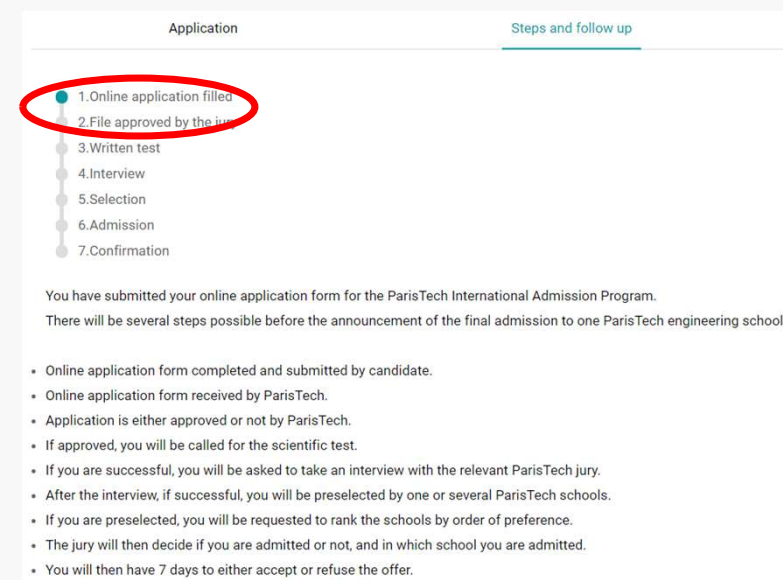 Application
Steps and follow up
1.Online application filled
2.File approved by the jury
3.Written test
4.Interview
5.Selection
6.Admission
7.Confirmation
You have submitted your online application form for the ParisTech International Admission Program.
There will be several steps possible before the announcement of the final admission to one ParisTech engineering school
• Online application form completed and submitted by candidate.
• Online application form received by ParisTech.
• Application is either approved or not by ParisTech.
• If approved, you will be called for the scientific test.
• If you are successful, you will be asked to take an interview with the relevant ParisTech jury.
• After the interview, if successful, you will be preselected by one or several ParisTech schools.
• If you are preselected, you will be requested to rank the schools by order of preference.
• The jury will then decide if you are admitted or not, and in which school you are admitted.
• You will then have 7 days to either accept or refuse the offer.